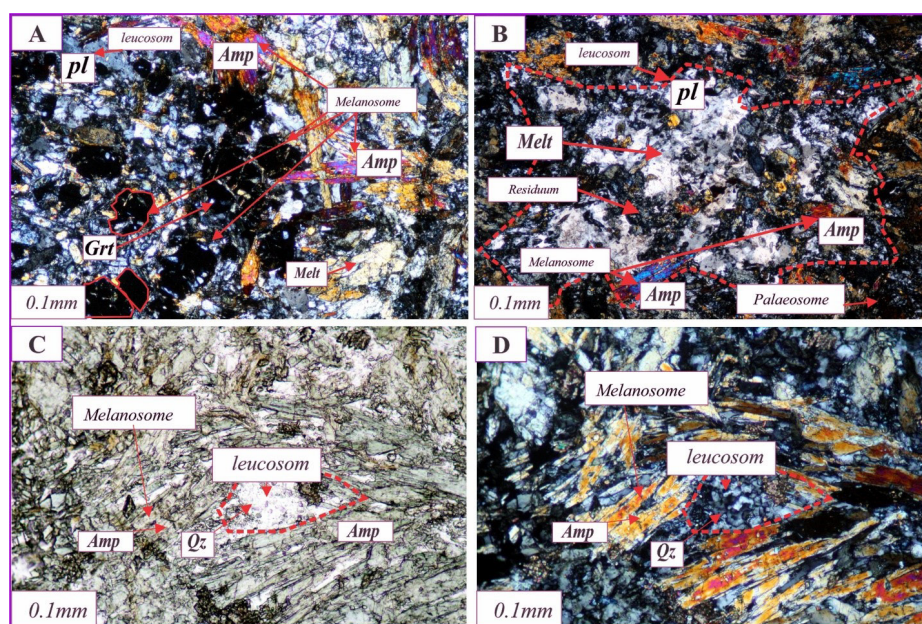 A
leucosom
pl
Amp
Melanosome
Amp
Grt
Melt
0.1mm
B
leucosom
pl
Melt
Residuum
Amp
Melanosome
Amp
Palaeosome
0.1mm
C
Melanosome
leucosom
Amp
Qz
Amp
0.1mm
D
Melanosome
leucosom
Amp
Qz
0.1mm